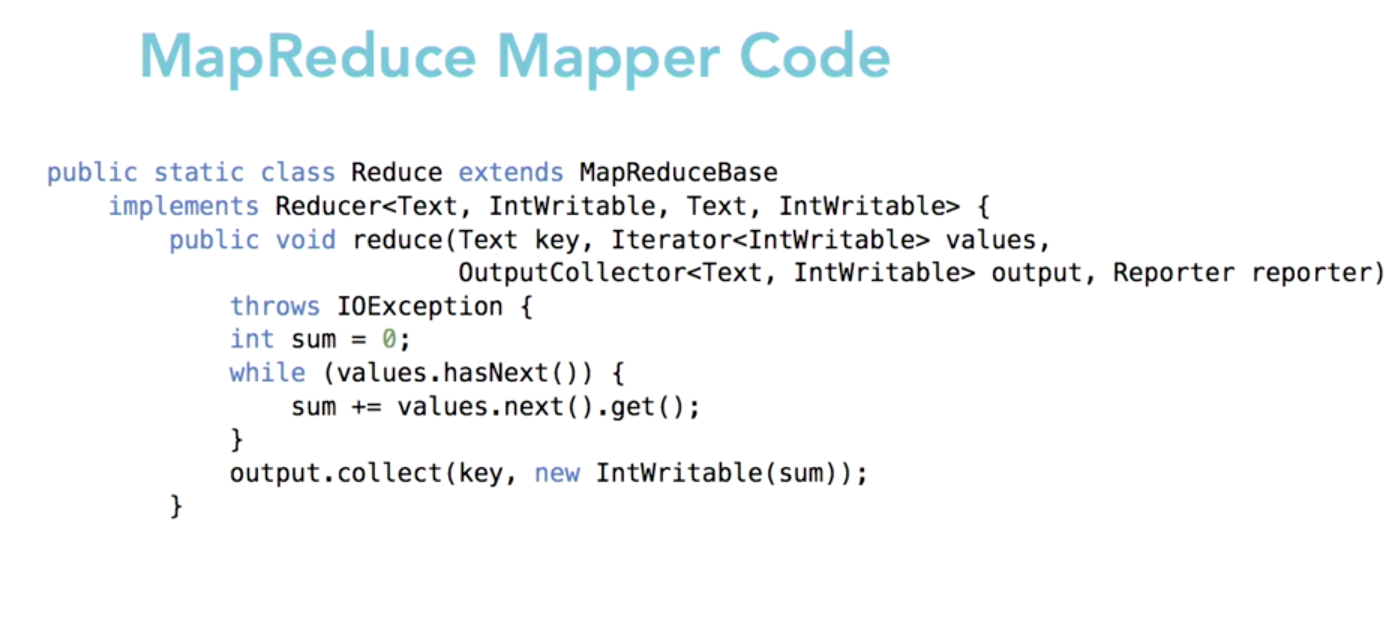 MapReduce Mapper Code
public static class Reduce extends MapReduceBase
implements Reducer<Text, IntWritable, Text, IntWritable> {
public void reduce(Text key, Iterator<IntWritable> values,
OutputCollector<Text, IntWritable> output, Reporter reporter)
throws IOException {
int sum = 0;
while (values.hasNext()) {
sum += values.next().get();
}
output.collect(key, new IntWritable(sum));
}